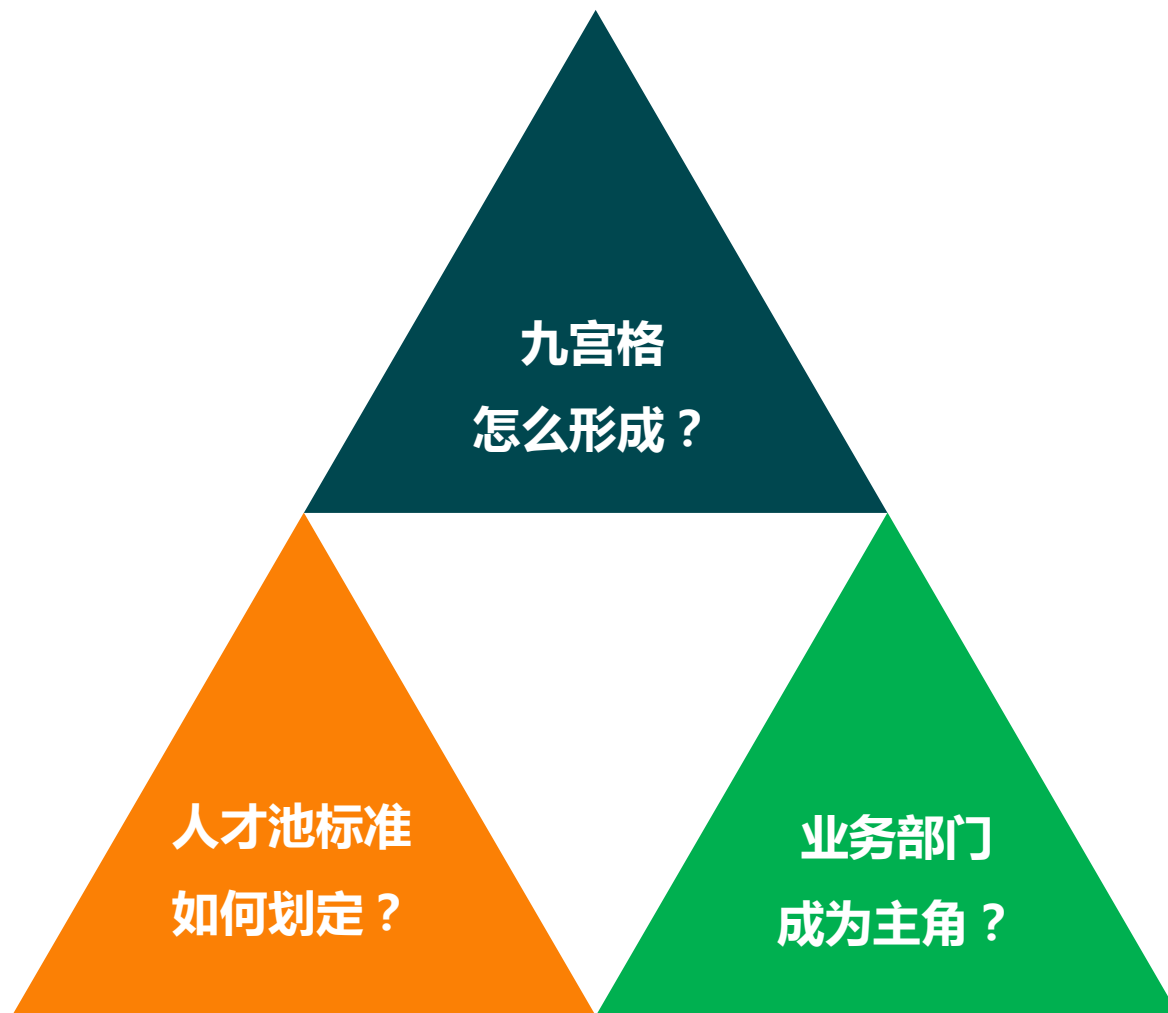 九宫格
怎么形成？
人才池标准
如何划定？
业务部门
成为主角？